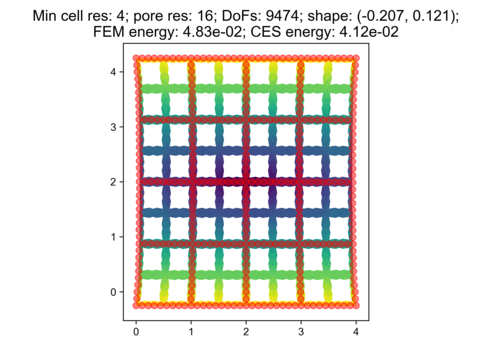 Min cell res: 4; pore res: 16; DoFs: 9474; shape: (-0.207, 0.121);
FEM energy: 4.83e-02; CES energy: 4.12e-02
4
3
2
1
0
0 1 2 3 4